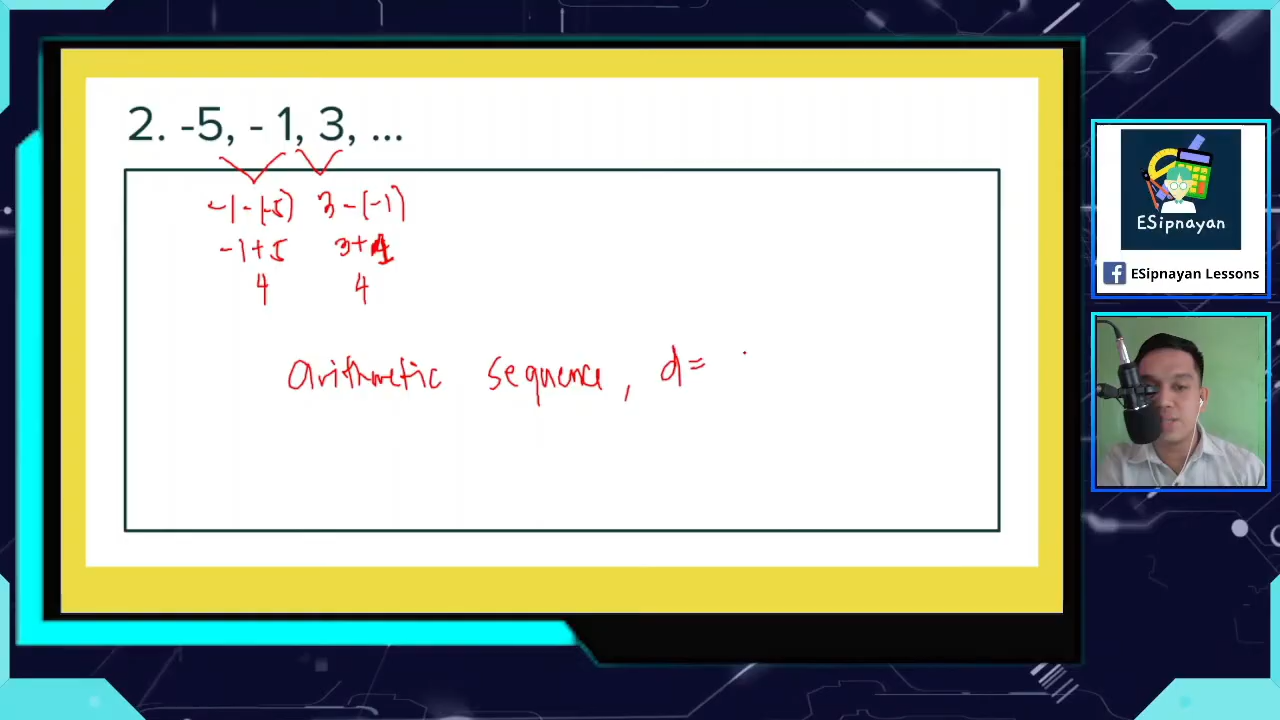 2. -5, - 1, 3, ...
-1-(-5) 3-(-1)
-1+5 3+1
4 4
arithmetic sequence, d=
ESipnayan
ESipnayan Lessons